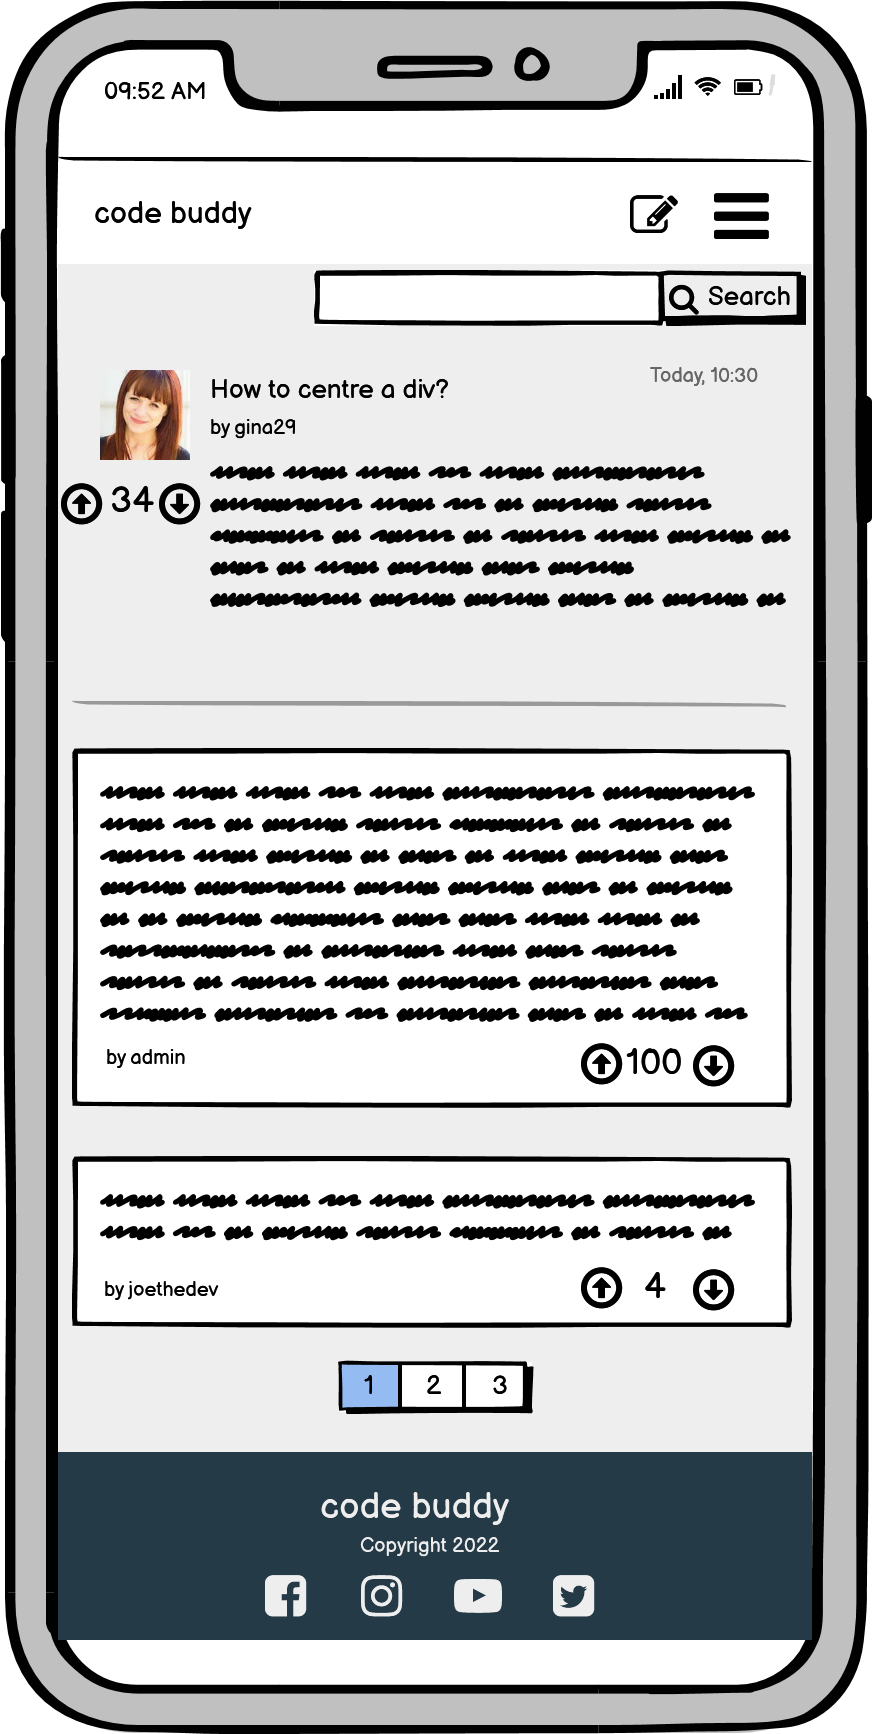 09:52 AM
code buddy
Search
How to centre a div?
Today, 10:30
by gina29
34
by admin
100
by joethedev
4
1 2 3
code buddy
Copyright 2022